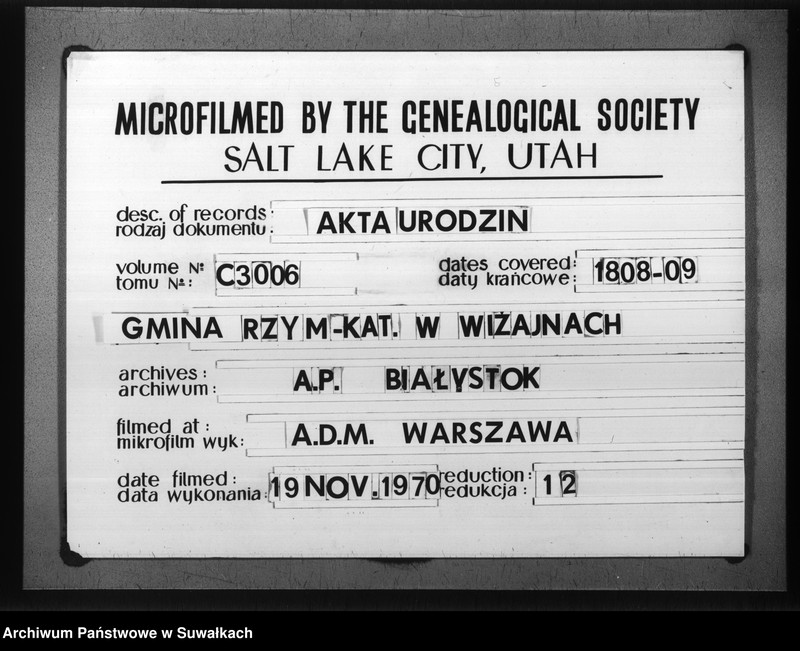 MICROFILMED BY THE GENEALOGICAL SOCIETY
SALT LAKE CITY, UTAH
desc. of records:
rodzaj dokumentu:
AKTA URODZIN
volume Nº
tomu Nº:
C3006
dates covered:
daty krańcowe:
1808-09
GMINA RZYM-KAT. W WIŻAJNACH
archives:
archiwum:
A.P. BIAŁYSTOK
filmed at:
mikrofilm wyk:
A.D.M. WARSZAWA
date filmed:
data wykonania:
19 NOV. 1970
reduction:
redukcja:
12
Archiwum Państwowe w Suwałkach